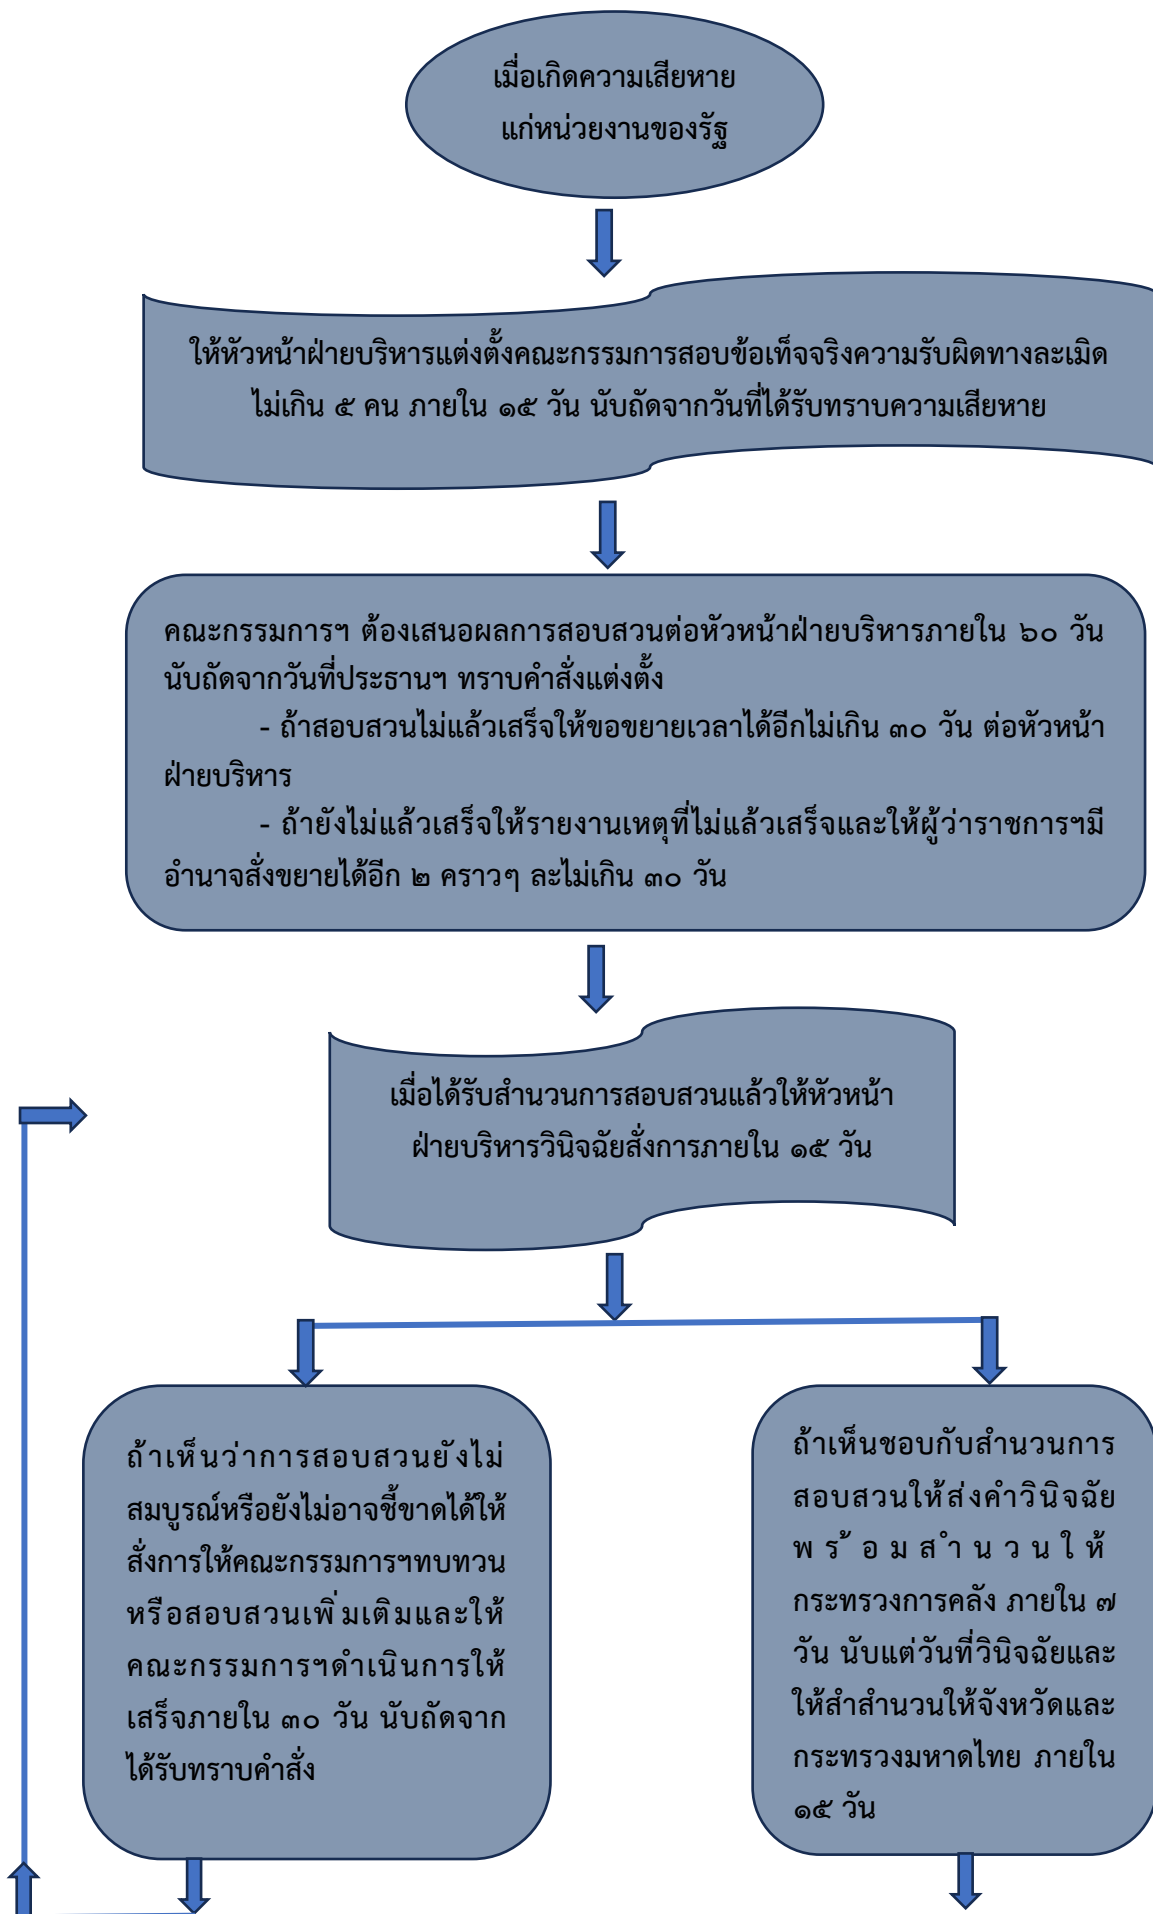 เมื่อเกิดความเสียหาย
แก่หน่วยงานของรัฐ
ให้หัวหน้าฝ่ายบริหารแต่งตั้งคณะกรรมการสอบข้อเท็จจริงความรับผิดทางละเมิด
ไม่เกิน ๕ คน ภายใน ๑๕ วัน นับถัดจากวันที่ได้รับทราบความเสียหาย
คณะกรรมการฯ ต้องเสนอผลการสอบสวนต่อหัวหน้าฝ่ายบริหารภายใน ๖๐ วัน
นับถัดจากวันที่ประธานฯ ทราบคำสั่งแต่งตั้ง
- ถ้าสอบสวนไม่แล้วเสร็จให้ขอขยายเวลาได้อีกไม่เกิน ๓๐ วัน ต่อหัวหน้า
ฝ่ายบริหาร
- ถ้ายังไม่แล้วเสร็จให้รายงานเหตุที่ไม่แล้วเสร็จและให้ผู้ว่าราชการฯมี
อำนาจสั่งขยายได้อีก ๒ คราวๆ ละไม่เกิน ๓๐ วัน
เมื่อได้รับสำนวนการสอบสวนแล้วให้หัวหน้า
ฝ่ายบริหารวินิจฉัยสั่งการภายใน ๑๕ วัน
ถ้าเห็นว่าการสอบสวนยังไม่
สมบูรณ์หรือยังไม่อาจชี้ขาดได้ให้
สั่งการให้คณะกรรมการฯทบทวน
หรือสอบสวนเพิ่มเติมและให้
คณะกรรมการฯดำเนินการให้
เสร็จภายใน ๓๐ วัน นับถัดจาก
ได้รับทราบคำสั่ง
ถ้าเห็นชอบกับสำนวนการ
สอบสวนให้ส่งคำวินิจฉัย
พร้อมสำนวนให้
กระทรวงการคลัง ภายใน ๗
วัน นับแต่วันที่วินิจฉัยและ
ให้สำสำนวนให้จังหวัดและ
กระทรวงมหาดไทย ภายใน
๑๕ วัน